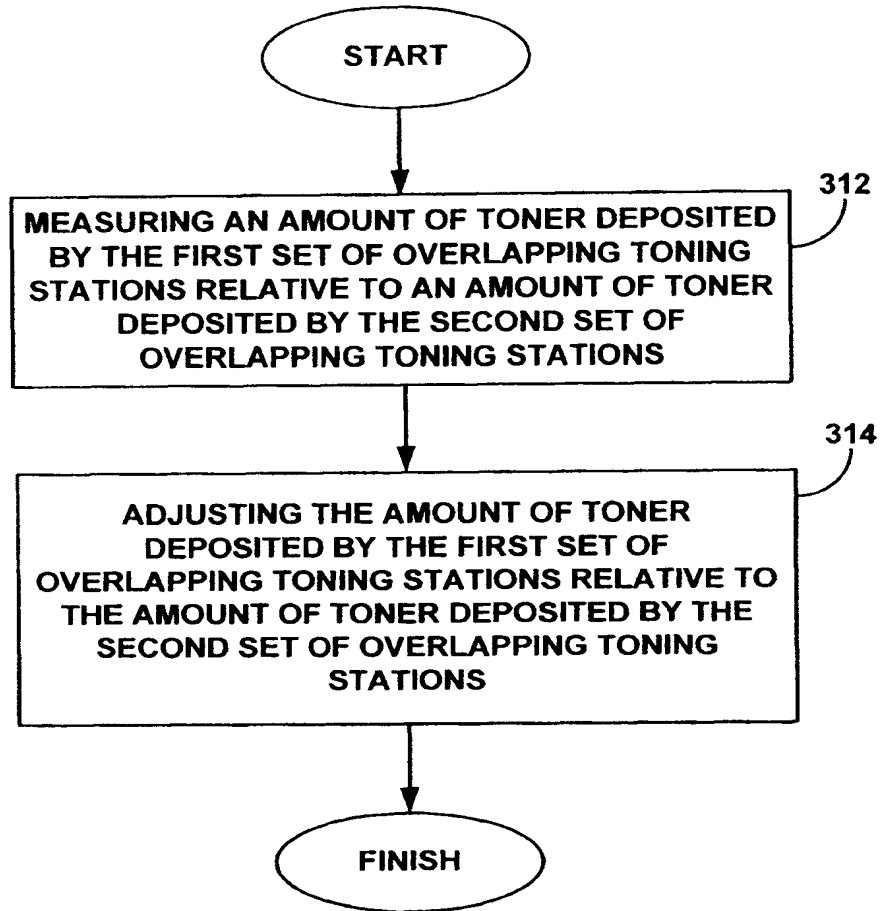 START
312
MEASURING AN AMOUNT OF TONER DEPOSITED
BY THE FIRST SET OF OVERLAPPING TONING
STATIONS RELATIVE TO AN AMOUNT OF TONER
DEPOSITED BY THE SECOND SET OF
OVERLAPPING TONING STATIONS
314
ADJUSTING THE AMOUNT OF TONER
DEPOSITED BY THE FIRST SET OF
OVERLAPPING TONING STATIONS RELATIVE TO
THE AMOUNT OF TONER DEPOSITED BY THE
SECOND SET OF OVERLAPPING TONING
STATIONS
FINISH